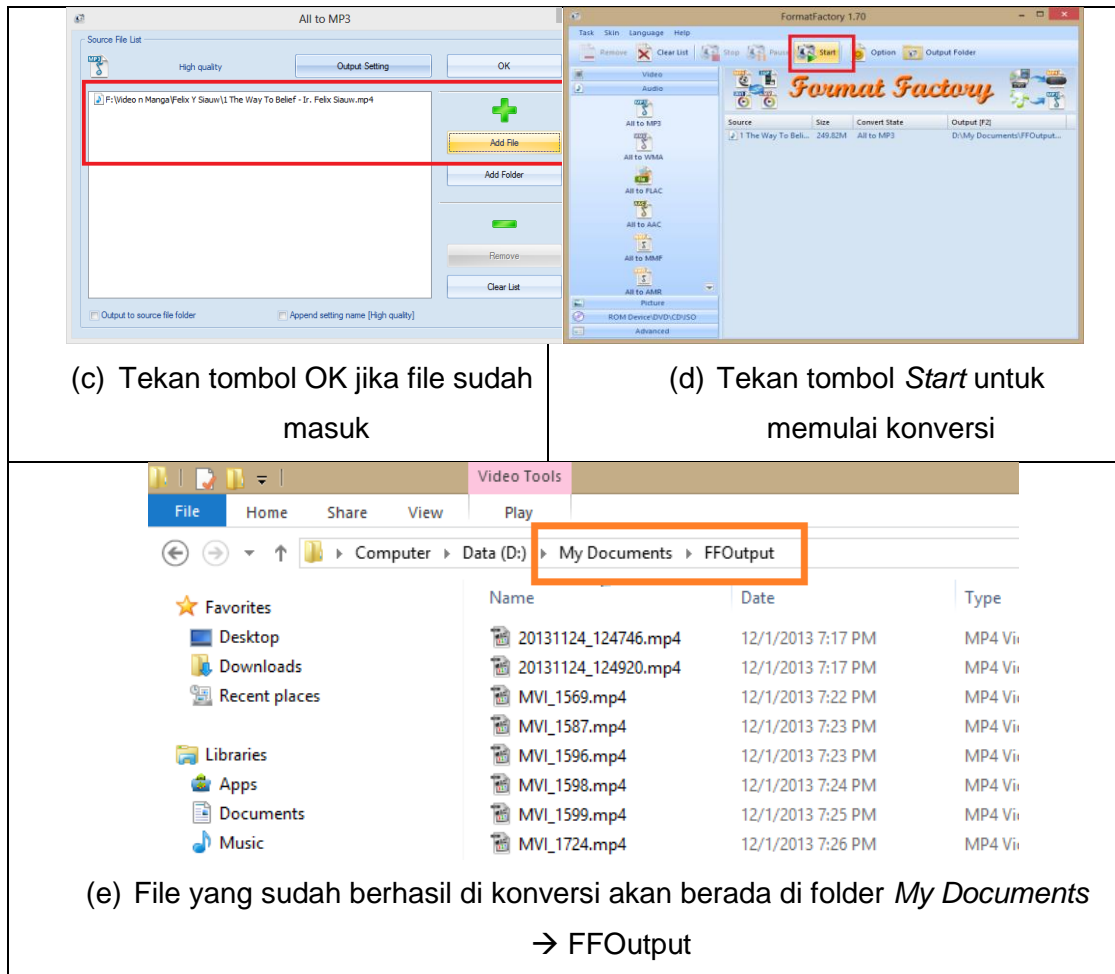 All to MP3
Source File List
High quality
Output Setting
OK
F:\Video n Manga\Felix Y Siauw\1 The Way To Belief - Ir. Felix Siauw.mp4
Add File
Add Folder
Remove
Clear List
Output to source file folder
Append setting name [High quality]
FormatFactory 1.70
Task Skin Language Help
Remove Clear List Stop Pause Start Option Output Folder
Video
Audio
Format Factory
All to MP3
Source Size Convert State Output [F2]
1 The Way To Beli... 249.82M All to MP3 D:\My Documents\FFOutput...
All to WMA
All to FLAC
All to AAC
All to MMF
All to AMR
Picture
ROM Device\DVD\CD\ISO
Advanced
(c) Tekan tombol OK jika file sudah
masuk
(d) Tekan tombol Start untuk
memulai konversi
Video Tools
File Home Share View Play
Computer Data (D:) My Documents FFOutput
Name Date Type
Favorites
Desktop
Downloads
Recent places
Libraries
Apps
Documents
Music
20131124_124746.mp4 12/1/2013 7:17 PM MP4
20131124_124920.mp4 12/1/2013 7:17 PM MP4
MVI_1569.mp4 12/1/2013 7:22 PM MP4
MVI_1587.mp4 12/1/2013 7:23 PM MP4
MVI_1596.mp4 12/1/2013 7:23 PM MP4
MVI_1598.mp4 12/1/2013 7:24 PM MP4
MVI_1599.mp4 12/1/2013 7:25 PM MP4
MVI_1724.mp4 12/1/2013 7:26 PM MP4
(e) File yang sudah berhasil di konversi akan berada di folder My Documents
→ FFOutput